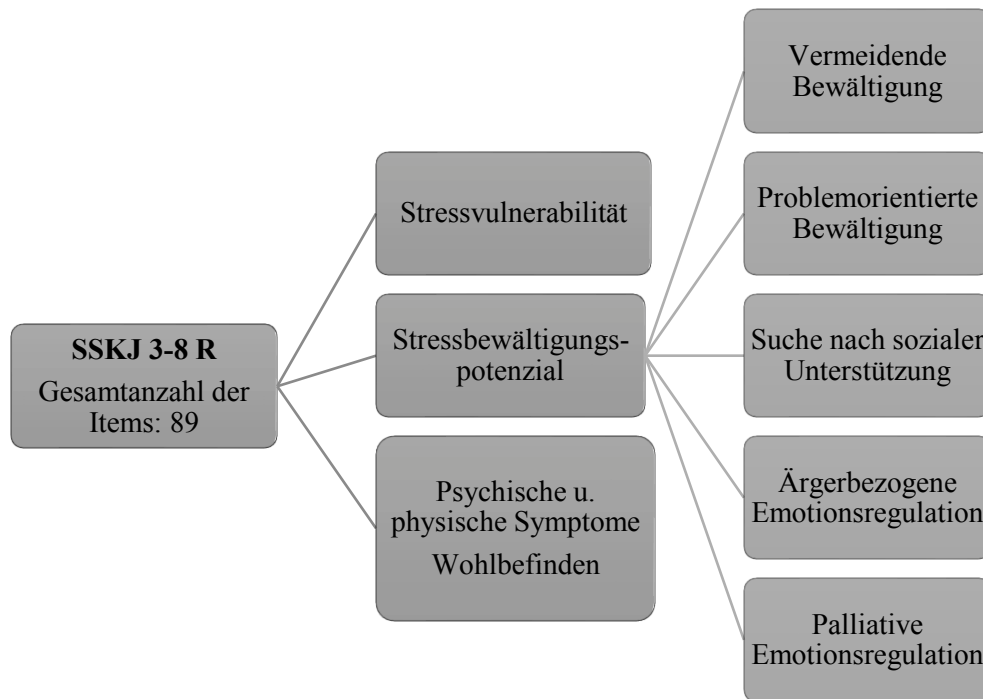 SSKJ 3-8 R
Gesamtanzahl der
Items: 89
Stressvulnerabilität
Stressbewältigungs-
potenzial
Psychische u.
physische Symptome
Wohlbefinden
Vermeidende
Bewältigung
Problemorientierte
Bewältigung
Suche nach sozialer
Unterstützung
Ärgerbezogene
Emotionsregulation
Palliative
Emotionsregulation